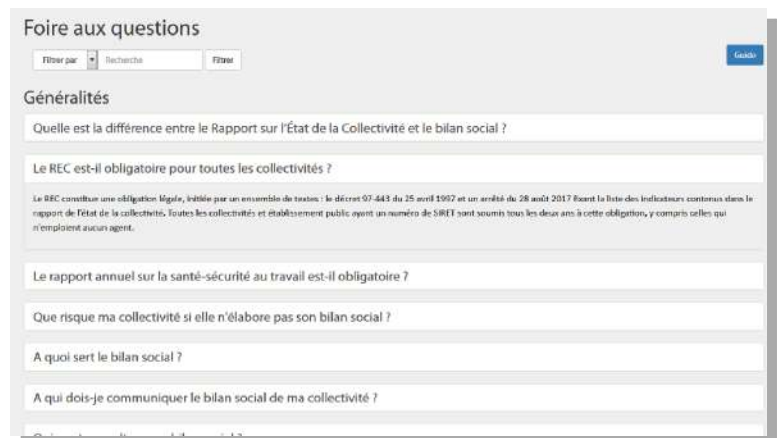 Foire aux questions
Filtrer par Recherche Filtrer Guide
Généralités
Quelle est la différence entre le Rapport sur l'État de la Collectivité et le bilan social ?
Le REC est-il obligatoire pour toutes les collectivités ?
Le REC constitue une obligation légale, initiée par un ensemble de textes : le décret 97-443 du 25 avril 1997 et un arrêté du 28 août 2017 fixant la liste des indicateurs contenus dans le
rapport de l'État de la collectivité. Toutes les collectivités et établissement public ayant un numéro de SIRET sont soumis tous les deux ans à cette obligation, y compris celles qui
n'emploient aucun agent.
Le rapport annuel sur la santé-sécurité au travail est-il obligatoire ?
Que risque ma collectivité si elle n'élabore pas son bilan social ?
A quoi sert le bilan social ?
A qui dois-je communiquer le bilan social de ma collectivité ?